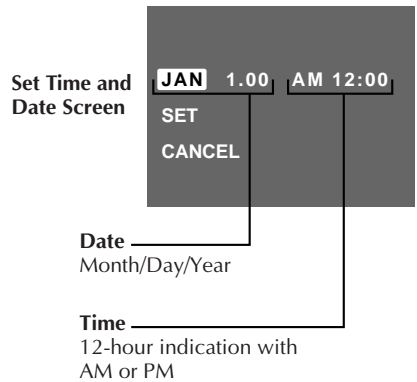 Set Time and
Date Screen
JAN 1.00 AM 12:00
SET
CANCEL
Date
Month/Day/Year
Time
12-hour indication with
AM or PM